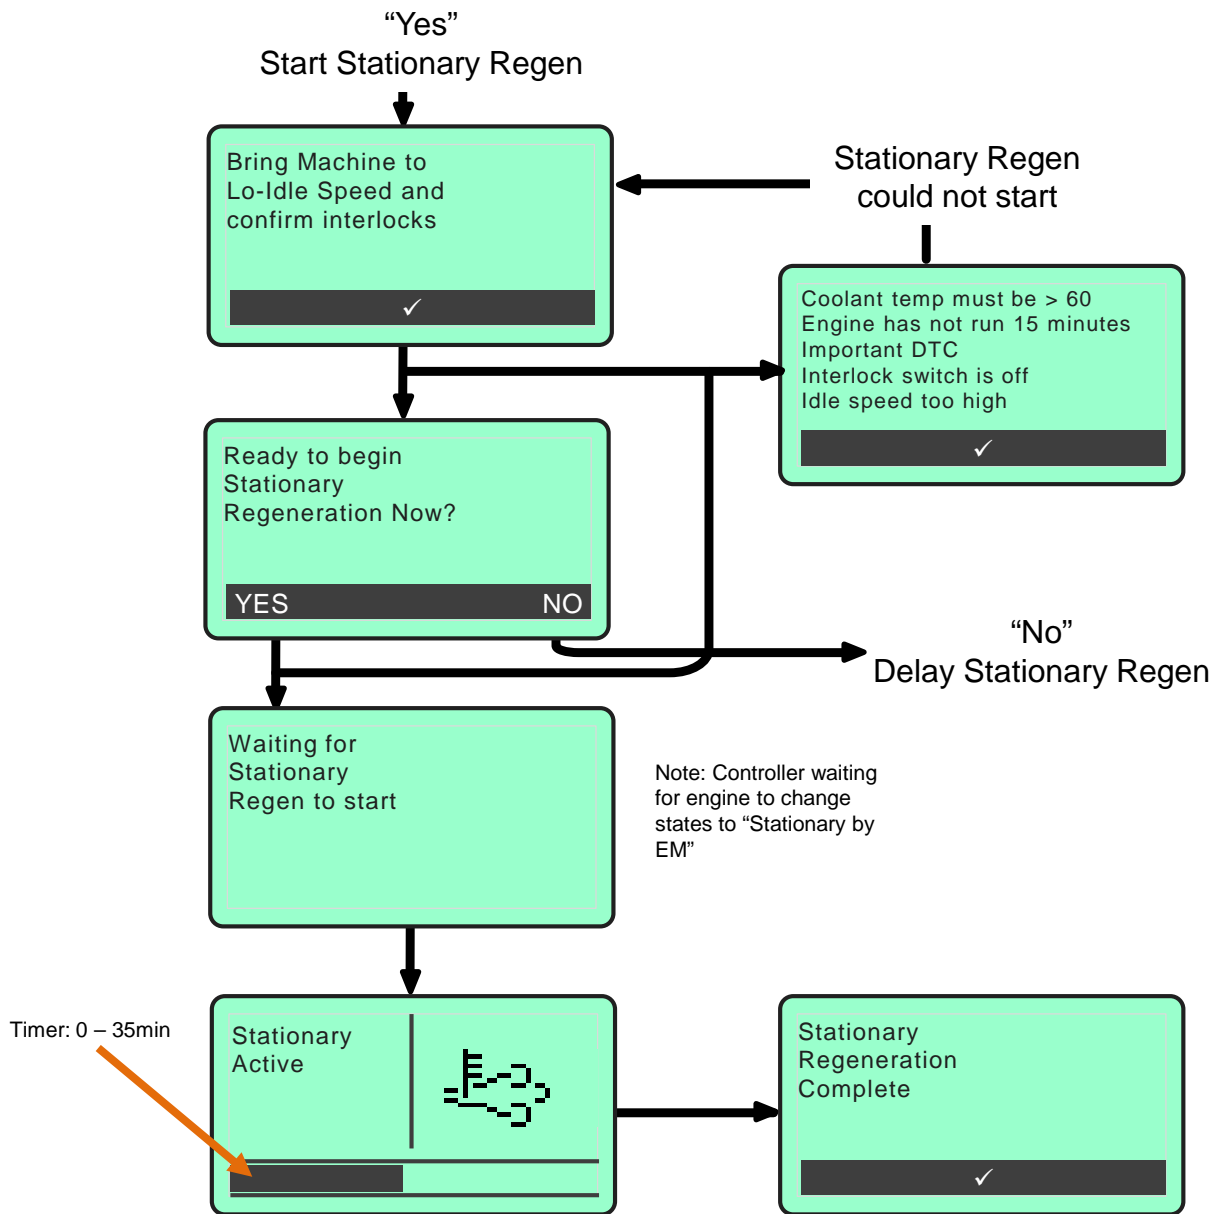 “Yes”
Start Stationary Regen
Bring Machine to
Lo-Idle Speed and
confirm interlocks
✓
Stationary Regen
could not start
Coolant temp must be > 60
Engine has not run 15 minutes
Important DTC
Interlock switch is off
Idle speed too high
✓
Ready to begin
Stationary
Regeneration Now?
YES NO
“No”
Delay Stationary Regen
Waiting for
Stationary
Regen to start
Note: Controller waiting
for engine to change
states to “Stationary by
EM”
Timer: 0 – 35min
Stationary
Active
Stationary
Regeneration
Complete
✓